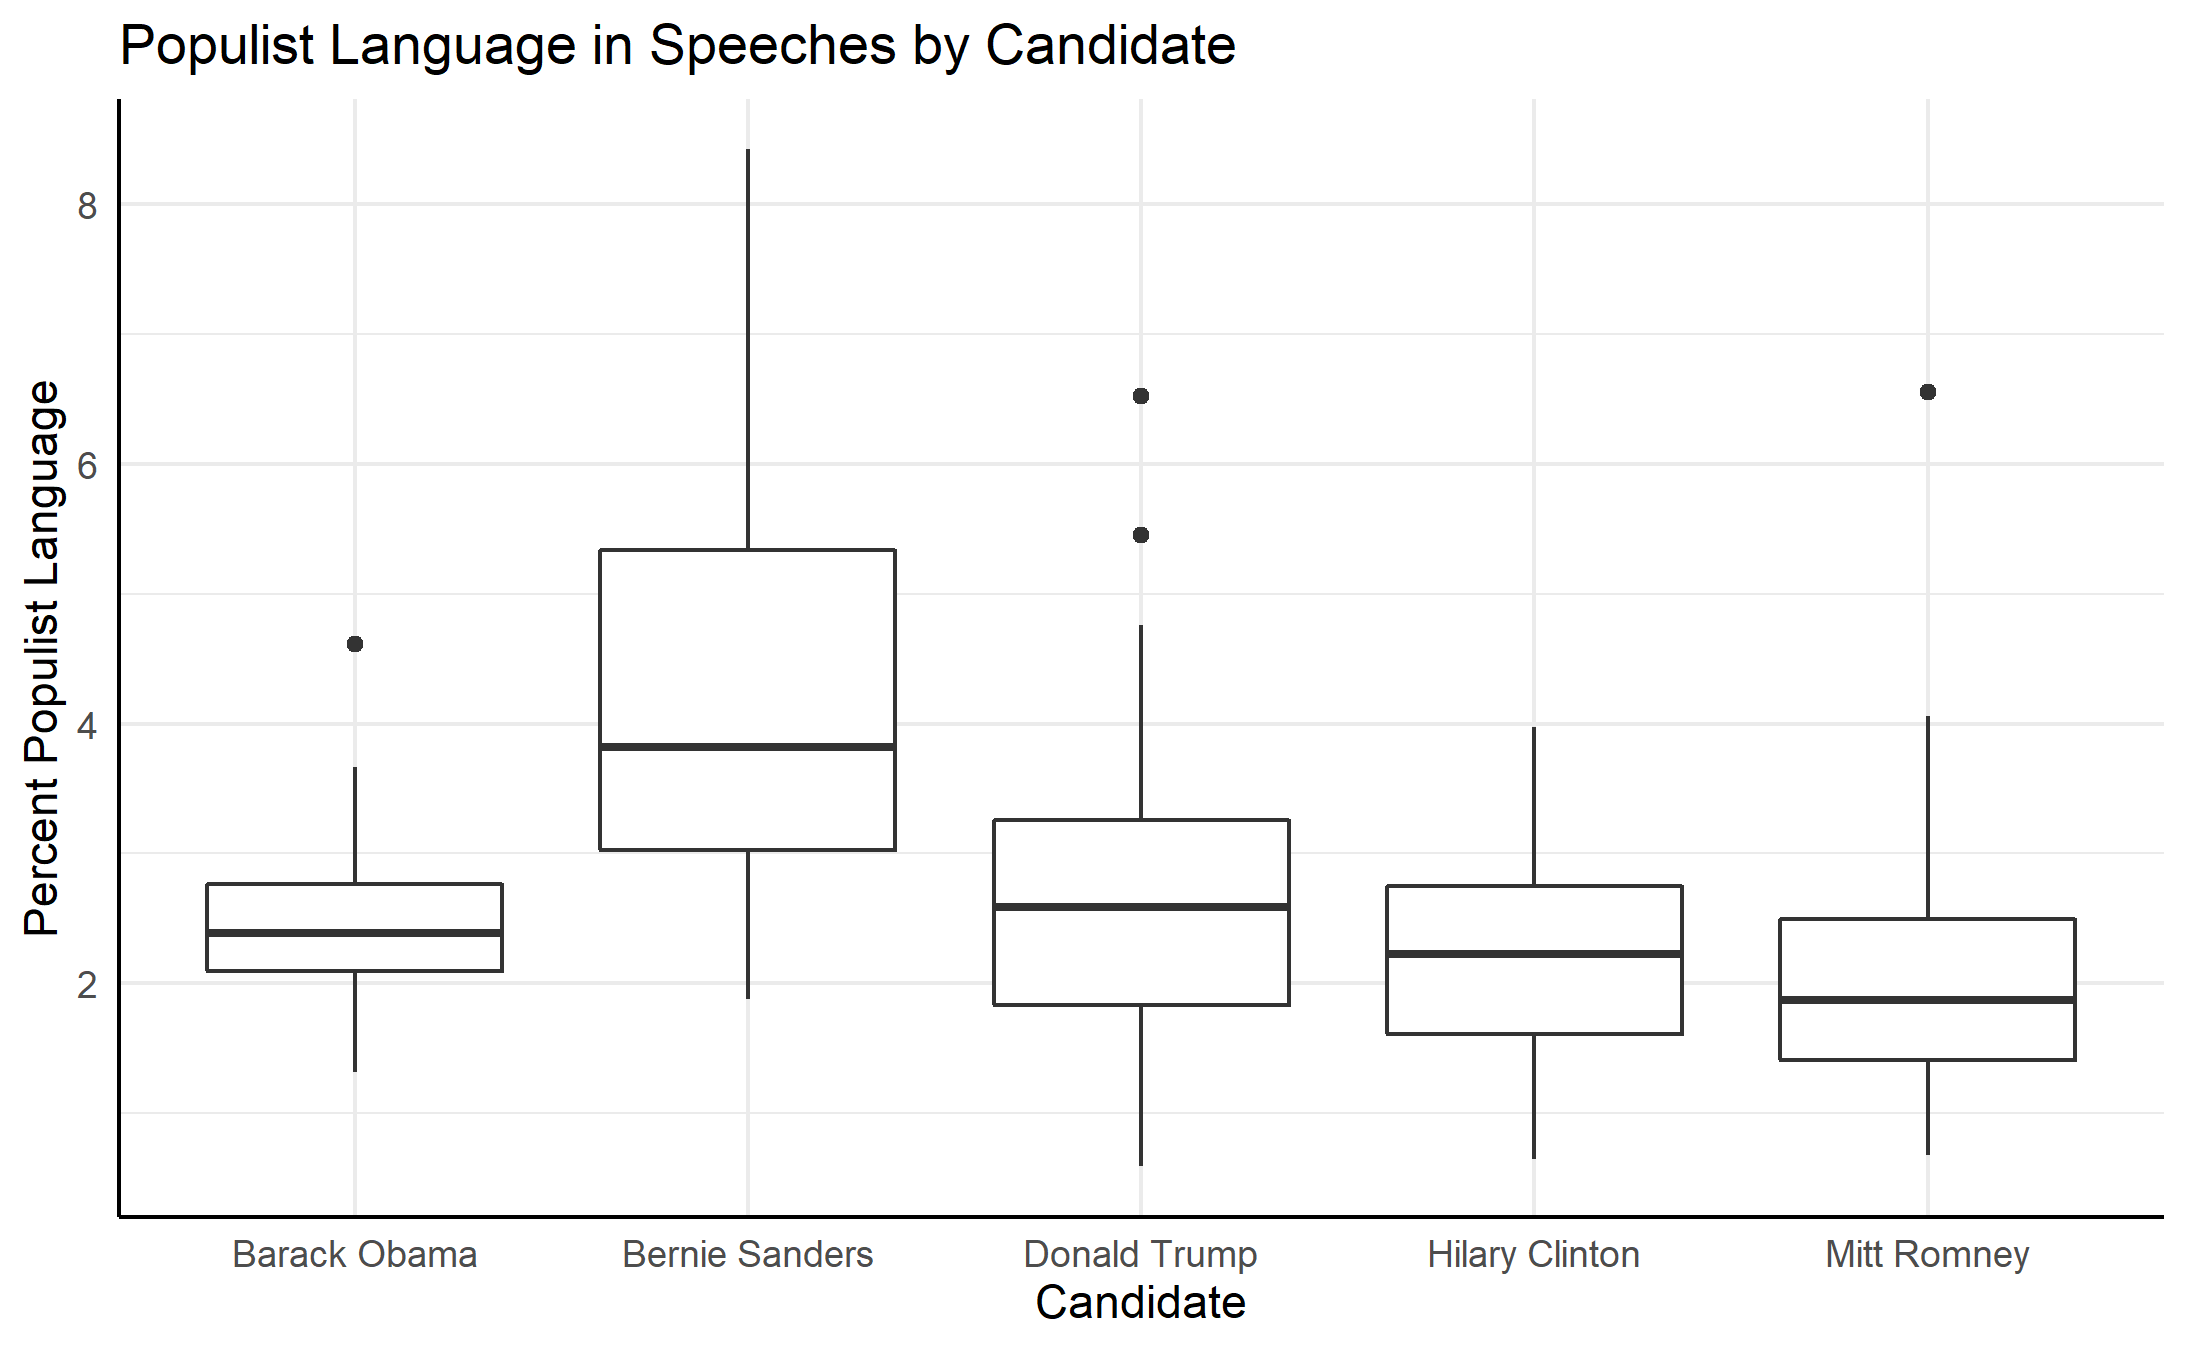 Populist Language in Speeches by Candidate
Percent Populist Language
8
6
4
2
Barack Obama
Bernie Sanders
Donald Trump
Hilary Clinton
Mitt Romney
Candidate